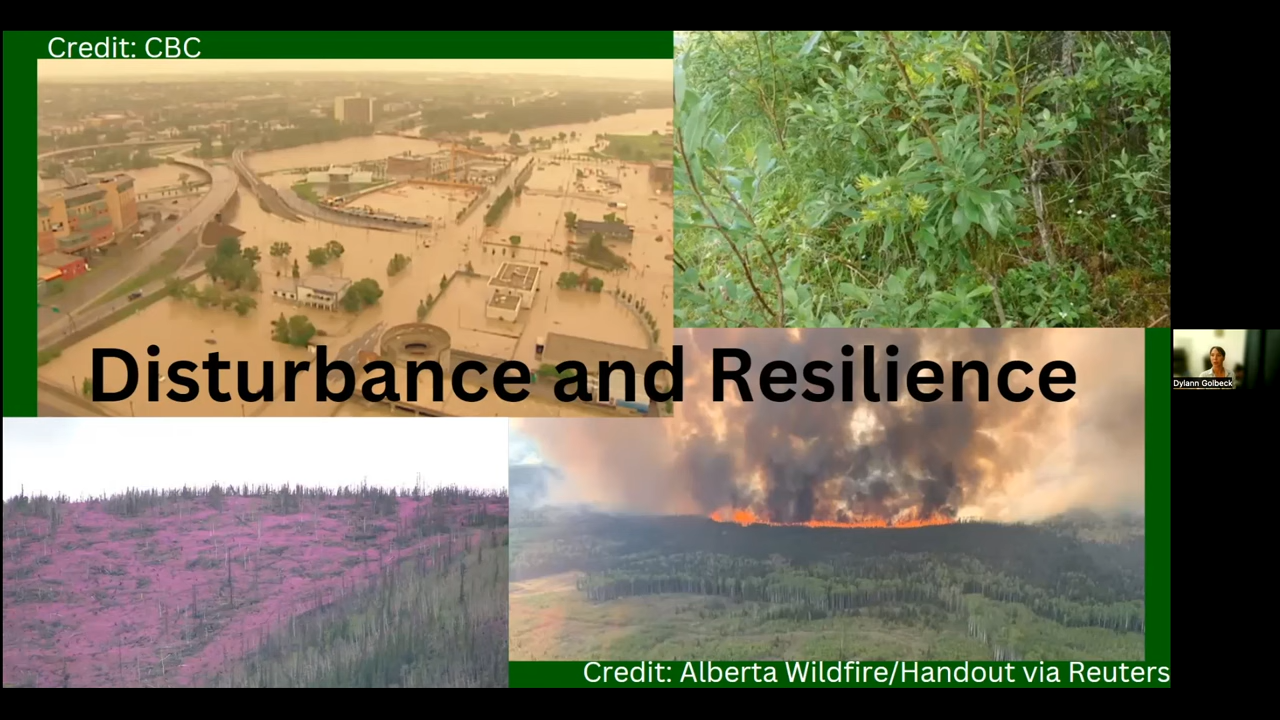 Credit: CBC
Disturbance and Resilience
Dylann Golbeck
Credit: Alberta Wildfire/Handout via Reuters